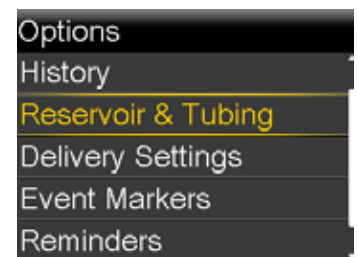 Options
History
Reservoir & Tubing
Delivery Settings
Event Markers
Reminders